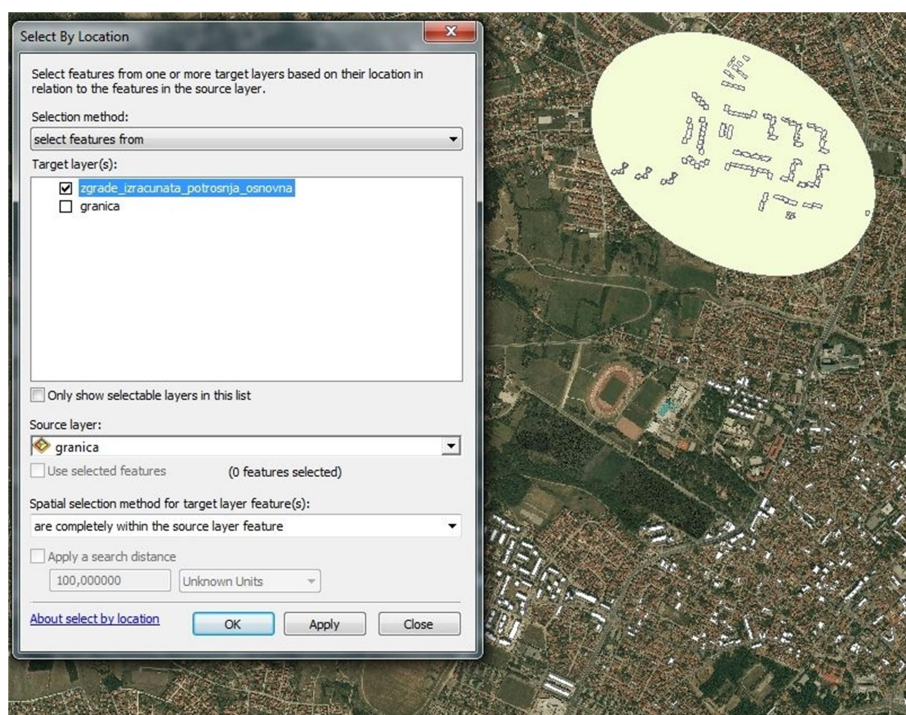 Select By Location
Select features from one or more target layers based on their location in
relation to the features in the source layer.
Selection method:
select features from
Target layer(s):
zgrade_izracunata_potrosnja_osnovna
granica
Only show selectable layers in this list
Source layer:
granica
Use selected features (0 features selected)
Spatial selection method for target layer feature(s):
are completely within the source layer feature
Apply a search distance
100,000000 Unknown Units
About select by location OK Apply Close